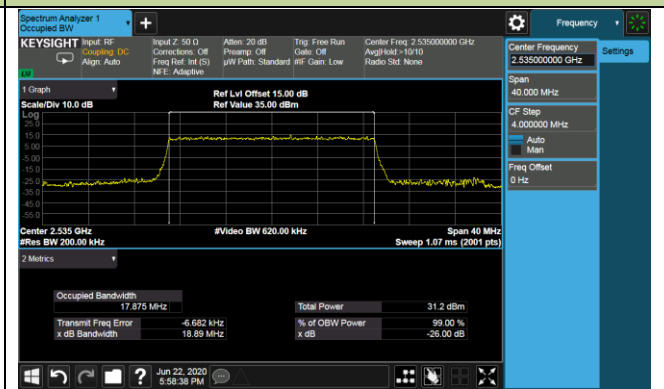 Spectrum Analyzer 1
Occupied BW
+
Frequency
KEYSIGHT
Input: RF
Coupling: DC
Align: Auto
Input Z: 50 Ω
Corrections: Off
Freq Ref: Int (S)
NFE: Adaptive
Atten: 20 dB
Preamp: Off
µW Path: Standard
Trig: Free Run
Gate: Off
#IF Gain: Low
Center Freq: 2.535000000 GHz
Avg|Hold:>10/10
Radio Std: None
Center Frequency
2.535000000 GHz
Settings
Span
40.000 MHz
CF Step
4.000000 MHz
Auto
Man
Freq Offset
0 Hz
1 Graph
Scale/Div 10.0 dB
Ref Lvl Offset 15.00 dB
Ref Value 35.00 dBm
Log
25.0
15.0
5.00
-5.00
-15.0
-25.0
-35.0
-45.0
-55.0
Center 2.535 GHz
#Res BW 200.00 kHz
#Video BW 620.00 kHz
Span 40 MHz
Sweep 1.07 ms (2001 pts)
2 Metrics
Occupied Bandwidth
17.875 MHz
Total Power 31.2 dBm
Transmit Freq Error -6.682 kHz
% of OBW Power 99.00 %
x dB Bandwidth 18.89 MHz
x dB -26.00 dB
?
Jun 22, 2020
5:58:38 PM